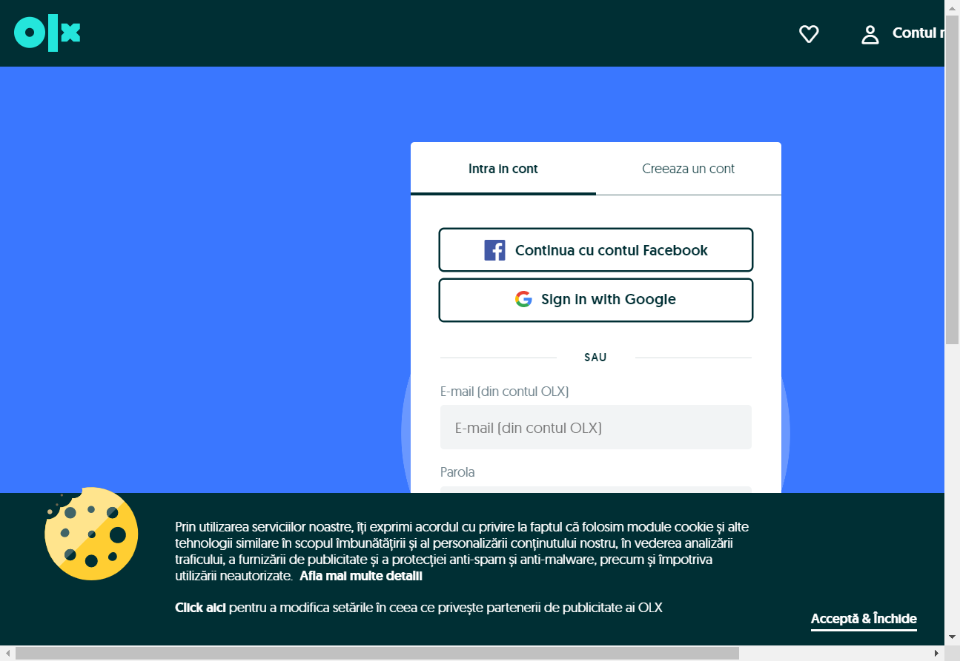 olx
Contul
Intra in cont
Creeaza un cont
Continua cu contul Facebook
Sign in with Google
SAU
E-mail (din contul OLX)
E-mail (din contul OLX)
Parola
Prin utilizarea serviciilor noastre, îți exprimi acordul cu privire la faptul că folosim module cookie și alte
tehnologii similare în scopul îmbunătățirii și al personalizării conținutului nostru, în vederea analizării
traficului, a furnizării de publicitate și a protecției anti-spam și anti-malware, precum și împotriva
utilizării neautorizate. Afla mai multe detalii
Click aici pentru a modifica setările în ceea ce privește partenerii de publicitate ai OLX
Acceptă & Închide